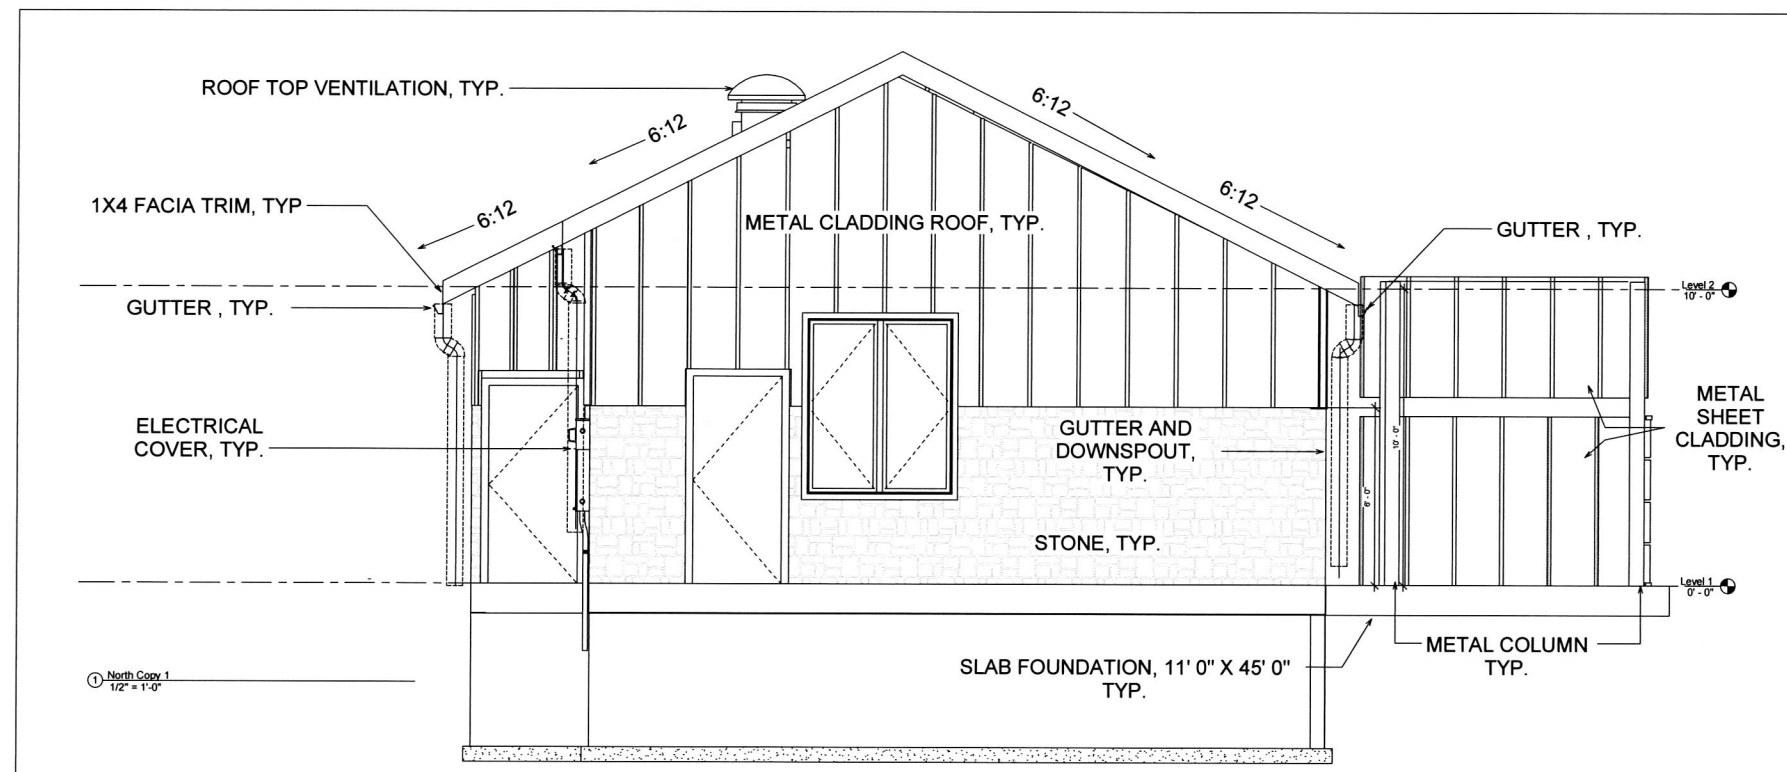 ROOF TOP VENTILATION, TYP.
6:12
6:12
1X4 FACIA TRIM, TYP
6:12
6:12
METAL CLADDING ROOF, TYP.
GUTTER , TYP.
Level 2
10' - 0"
GUTTER , TYP.
METAL
SHEET
CLADDING,
TYP.
ELECTRICAL
COVER, TYP.
GUTTER AND
DOWNSPOUT,
TYP.
10' - 0"
6' - 0"
STONE, TYP.
Level 1
0' - 0"
METAL COLUMN
TYP.
SLAB FOUNDATION, 11' 0" X 45' 0"
TYP.
1
North Copy 1
1/2" = 1'-0"